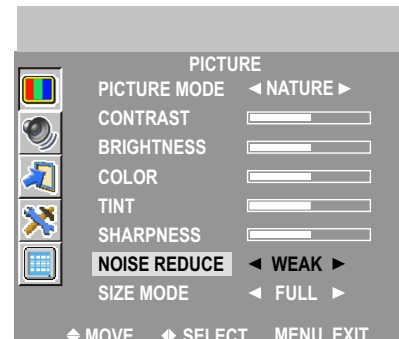 PICTURE
PICTURE MODE ◄ NATURE ►
CONTRAST
BRIGHTNESS
COLOR
TINT
SHARPNESS
NOISE REDUCE ◄ WEAK ►
SIZE MODE ◄ FULL ►
MOVE SELECT MENU EXIT